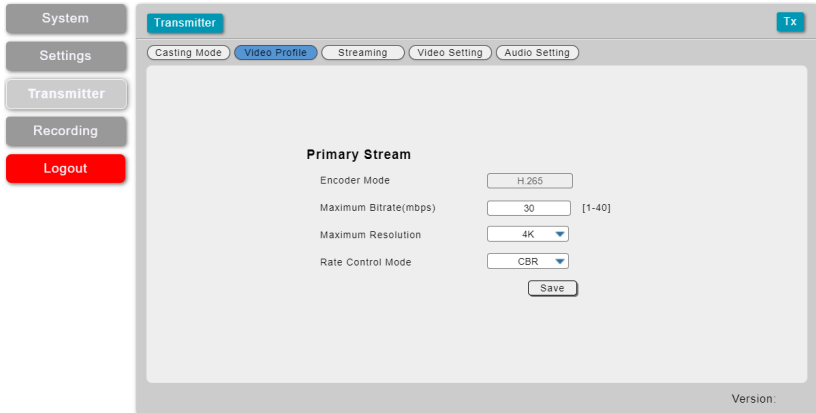 System
Settings
Transmitter
Recording
Logout
Transmitter
Tx
Casting Mode Video Profile Streaming Video Setting Audio Setting
Primary Stream
Encoder Mode H.265
Maximum Bitrate(mbps) 30 [1-40]
Maximum Resolution 4K
Rate Control Mode CBR
Save
Version: